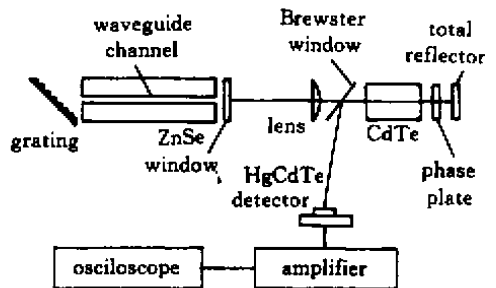 waveguide
channel
Brewster
window
total
reflector
grating
ZnSe
window
lens
CdTe
phase
plate
HgCdTe
detector
osciloscope
amplifier